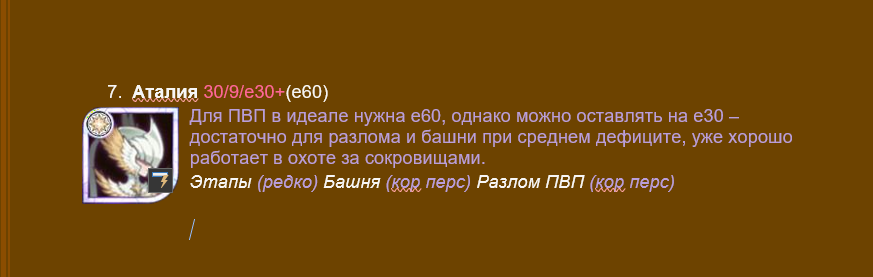 7. Аталия 30/9/е30+(е60)
Для ПВП в идеале нужна е60, однако можно оставлять на е30 –
достаточно для разлома и башни при среднем дефиците, уже хорошо
работает в охоте за сокровищами.
Этапы (редко) Башня (кор перс) Разлом ПВП (кор перс)
/